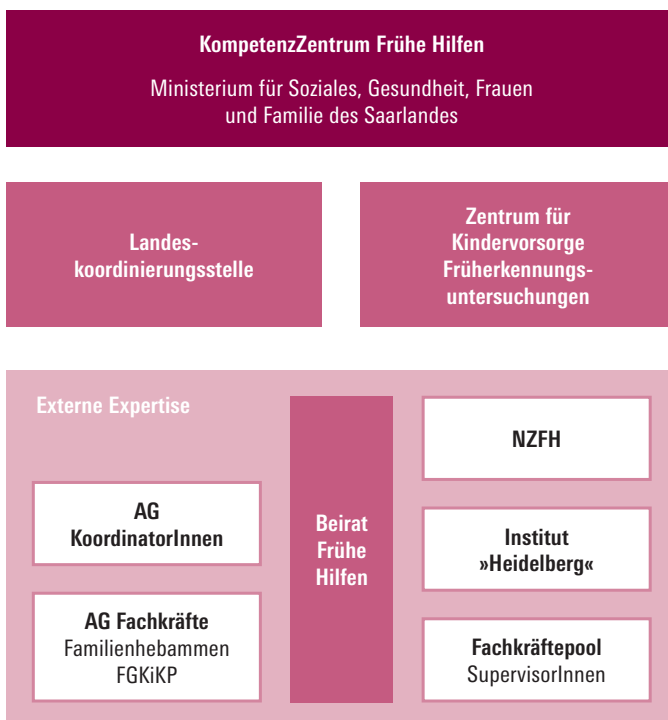 KompetenzZentrum Frühe Hilfen
Ministerium für Soziales, Gesundheit, Frauen
und Familie des Saarlandes
Landes-
koordinierungsstelle
Zentrum für
Kindervorsorge
Früherkennungs-
untersuchungen
Externe Expertise
AG
KoordinatorInnen
AG Fachkräfte
Familienhebammen
FGKiKP
Beirat
Frühe
Hilfen
NZFH
Institut
»Heidelberg«
Fachkräftepool
SupervisorInnen